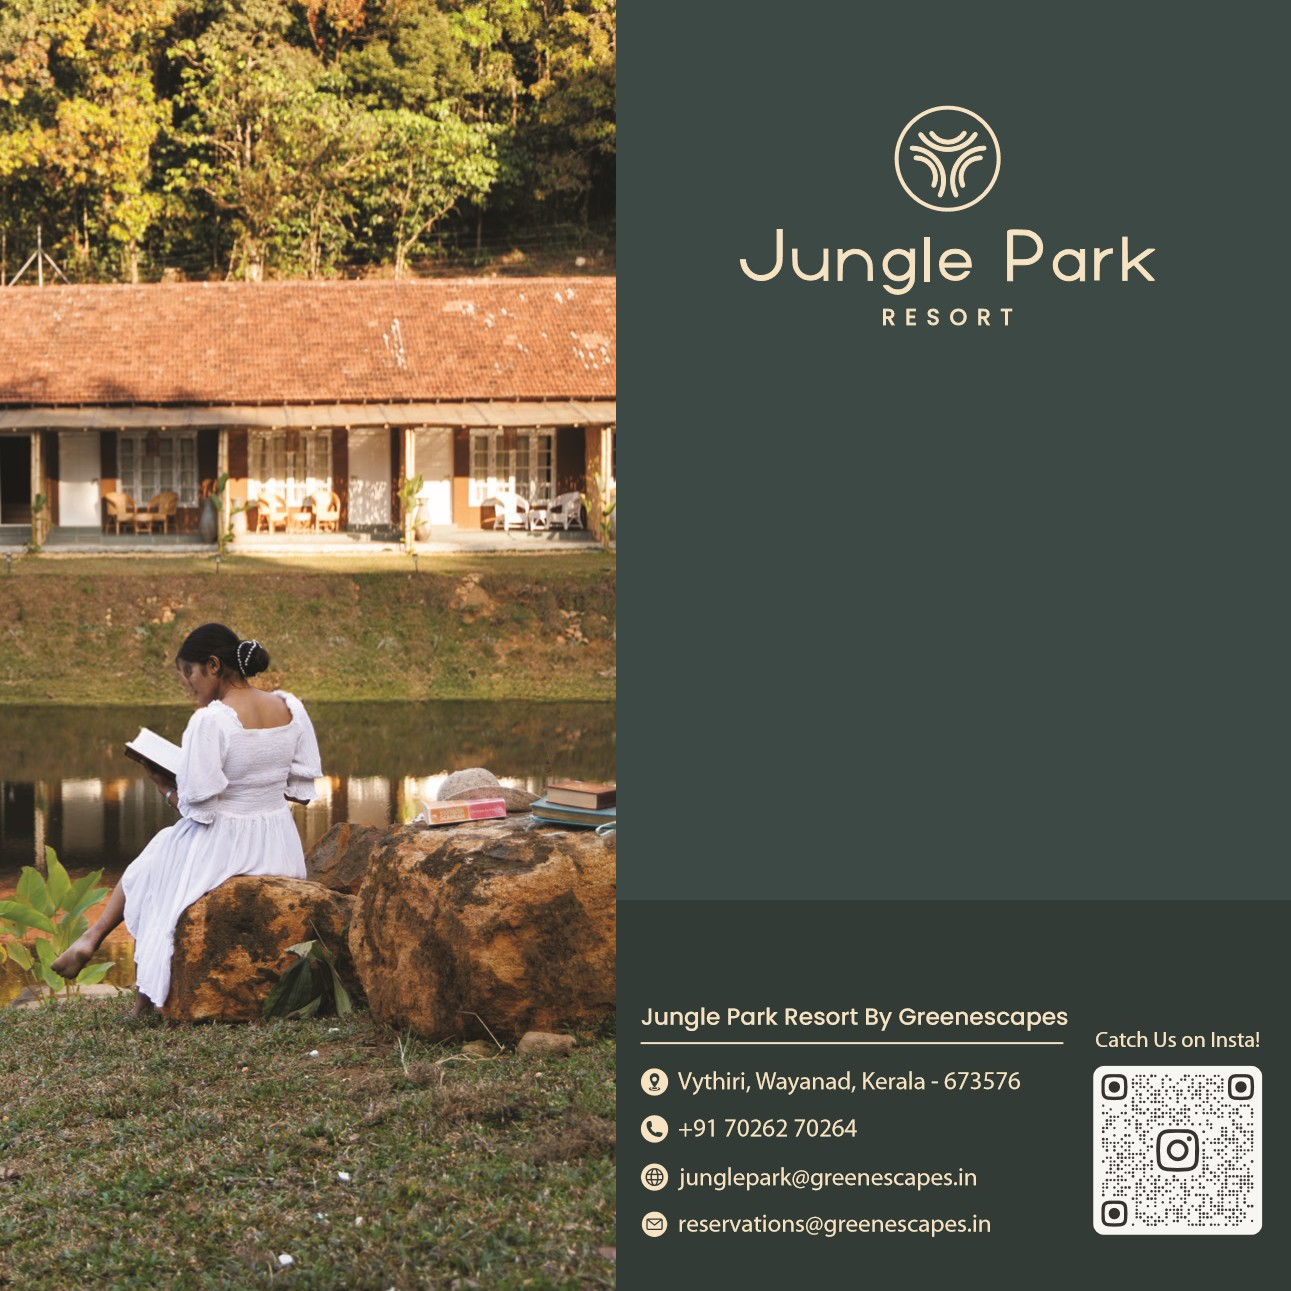 Jungle Park
RESORT
Jungle Park Resort By Greenescapes
Vythiri, Wayanad, Kerala - 673576
+91 70262 70264
junglepark@greenescapes.in
reservations@greenescapes.in
Catch Us on Insta!